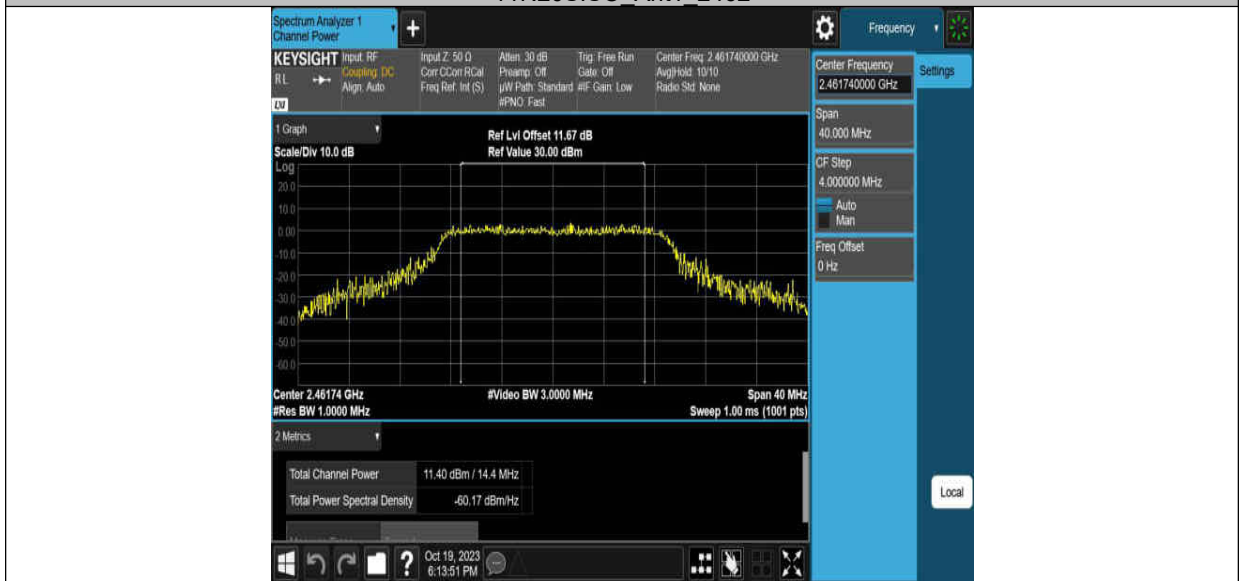 Spectrum Analyzer 1
Channel Power
+
Frequency
KEYSIGHT
RL
LXI
Input: RF
Coupling: DC
Align: Auto
Input Z: 50 Ω
Corr CCorr RCal
Freq Ref: Int (S)
Atten: 30 dB
Preamp: Off
µW Path: Standard
#PNO: Fast
Trig: Free Run
Gate: Off
#IF Gain: Low
Center Freq: 2.461740000 GHz
Avg|Hold: 10/10
Radio Std: None
Center Frequency
2.461740000 GHz
Settings
Span
40.000 MHz
CF Step
4.000000 MHz
Auto
Man
Freq Offset
0 Hz
1 Graph
Scale/Div 10.0 dB
Ref Lvl Offset 11.67 dB
Ref Value 30.00 dBm
Log
20.0
10.0
0.00
-10.0
-20.0
-30.0
-40.0
-50.0
-60.0
Center 2.46174 GHz
#Video BW 3.0000 MHz
Span 40 MHz
#Res BW 1.0000 MHz
Sweep 1.00 ms (1001 pts)
2 Metrics
Total Channel Power 11.40 dBm / 14.4 MHz
Total Power Spectral Density -60.17 dBm/Hz
Local
?
Oct 19, 2023
6:13:51 PM